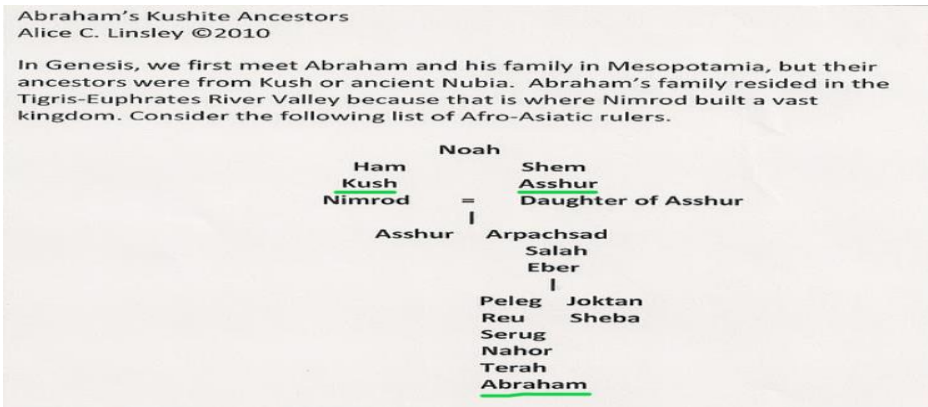 Abraham's Kushite Ancestors
Alice C. Linsley ©2010
In Genesis, we first meet Abraham and his family in Mesopotamia, but their
ancestors were from Kush or ancient Nubia. Abraham's family resided in the
Tigris-Euphrates River Valley because that is where Nimrod built a vast
kingdom. Consider the following list of Afro-Asiatic rulers.
Noah
Ham Shem
Kush Asshur
Nimrod = Daughter of Asshur
Asshur Arpachsad
Salah
Eber
Peleg Joktan
Reu Sheba
Serug
Nahor
Terah
Abraham